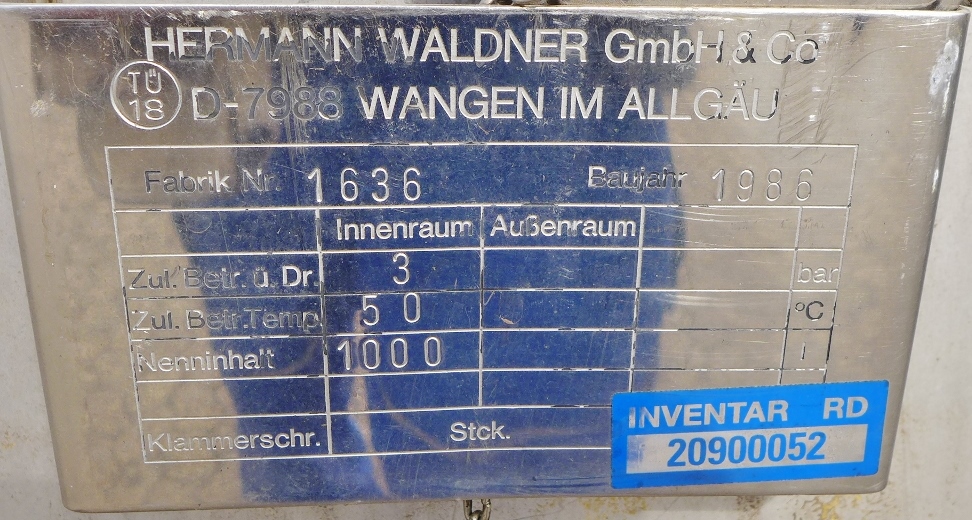 HERMANN WALDNER GmbH & Co
TÜ
18
D-7988 WANGEN IM ALLGÄU
Fabrik Nr. 1636 Baujahr 1986
Innenraum Außenraum
Zul. Betr. ü. Dr. 3 bar
Zul. Betr. Temp. 50 °C
Nenninhalt 1000 l
Klammerschr. Stck.
INVENTAR RD
20900052